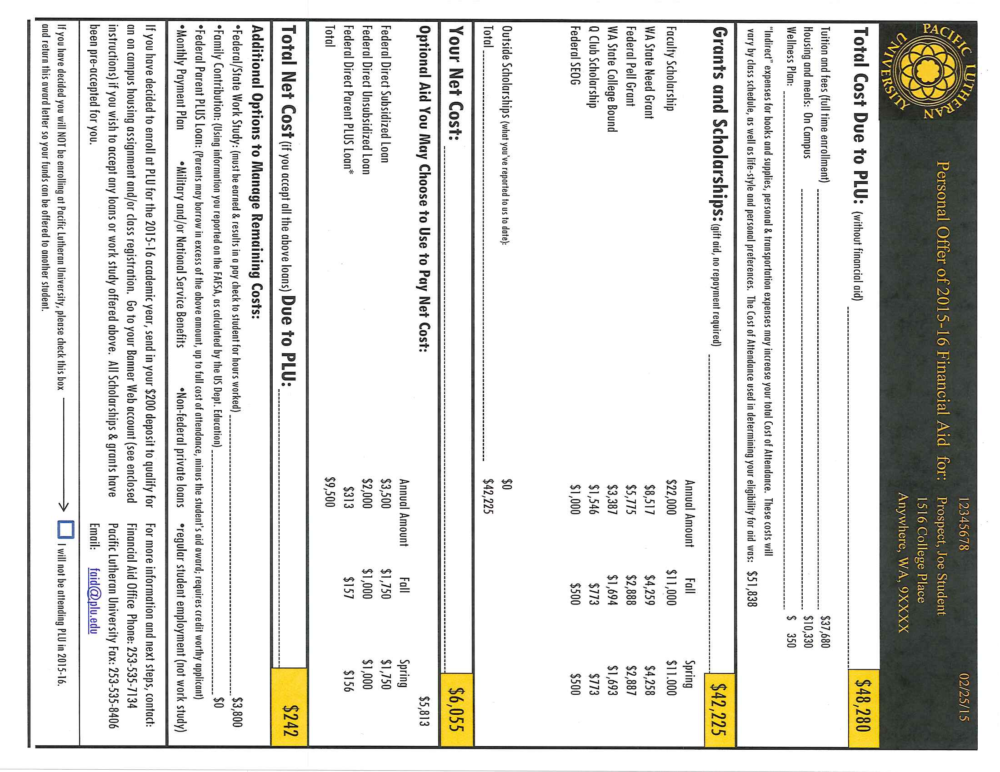 PACIFIC LUTHERAN UNIVERSITY
12345678 02/25/15
Personal Offer of 2015-16 Financial Aid for: Prospect, Joe Student
1516 College Place
Anywhere, WA, 9XXXX
Total Cost Due to PLU: (without financial aid) $48,280
Tuition and fees (full time enrollment) $37,680
Housing and meals: On Campus $10,330
Wellness Plan: $ 350
"Indirect" expenses for books and supplies, personal & transportation expenses may increase your total Cost of Attendance. These costs will
vary by class schedule, as well as life-style and personal preferences. The Cost of Attendance used in determining your eligibility for aid was: $51,838
Grants and Scholarships: (gift aid, no repayment required) $42,225
Annual Amount Fall Spring
Faculty Scholarship $22,000 $11,000 $11.000
WA State Need Grant $8,517 $4,259 $4,258
Federal Pell Grant $5,775 $2,888 $2,887
WA State College Bound $3,387 $1,694 $1,693
Q Club Scholarship $1,546 $773 $773
Federal SEOG $1,000 $500 $500
Outside Scholarships (what you've reported to us to date): $0
Total $42,225
Your Net Cost: $6,055
Optional Aid You May Choose to Use to Pay Net Cost: $5,813
Annual Amount Fall Spring
Federal Direct Subsidized Loan $3,500 $1,750 $1,750
Federal Direct Unsubsidized Loan $2,000 $1,000 $1,000
Federal Direct Parent PLUS Loan* $313 $157 $156
Total $9,500
Total Net Cost (if you accept all the above loans) Due to PLU: $242
Additional Options to Manage Remaining Costs:
•Federal/State Work Study: (must be earned & results in a pay check to student for hours worked) $3,800
•Family Contribution: (Using information you reported on the FAFSA, as calculated by the US Dept. Education) $0
•Federal Parent PLUS Loan: (Parents may borrow in excess of the above amount, up to full cost of attendance, minus the student's aid award; requires credit worthy applicant)
•Monthly Payment Plan •Military and/or National Service Benefits •Non-federal private loans •regular student employment (not work study)
If you have decided to enroll at PLU for the 2015-16 academic year, send in your $200 deposit to qualify for
an on campus housing assignment and/or class registration. Go to your Banner Web account (see enclosed
instructions) if you wish to accept any loans or work study offered above. All Scholarships & grants have
been pre-accepted for you.
For more information and next steps, contact:
Financial Aid Office Phone: 253-535-7134
Pacific Lutheran University Fax: 253-535-8406
Email: faid@plu.edu
If you have decided you will NOT be enrolling at Pacific Lutheran University, please check this box I will not be attending PLU in 2015-16.
and return this award letter so your funds can be offered to another student.